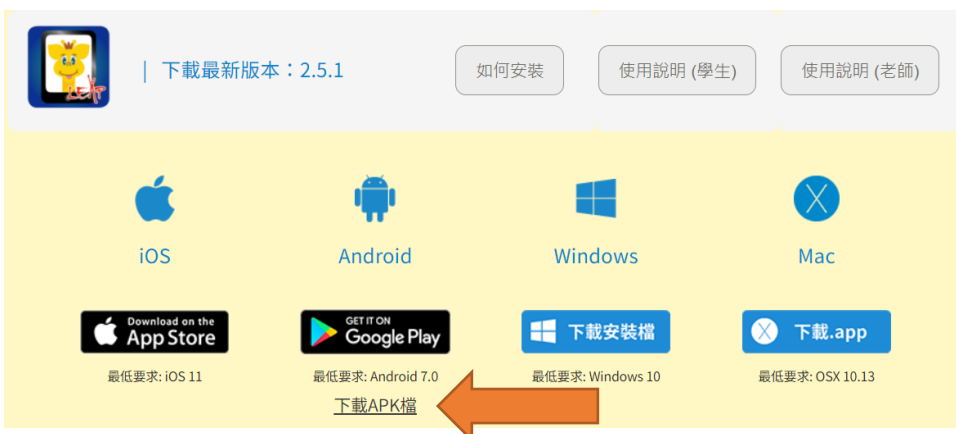 LEAP
| 下載最新版本：2.5.1
如何安裝
使用說明 (學生)
使用說明 (老師)
iOS
Android
Windows
Mac
Download on the
App Store
GET IT ON
Google Play
下載安裝檔
X 下載.app
最低要求: iOS 11
最低要求: Android 7.0
最低要求: Windows 10
最低要求: OSX 10.13
下載APK檔